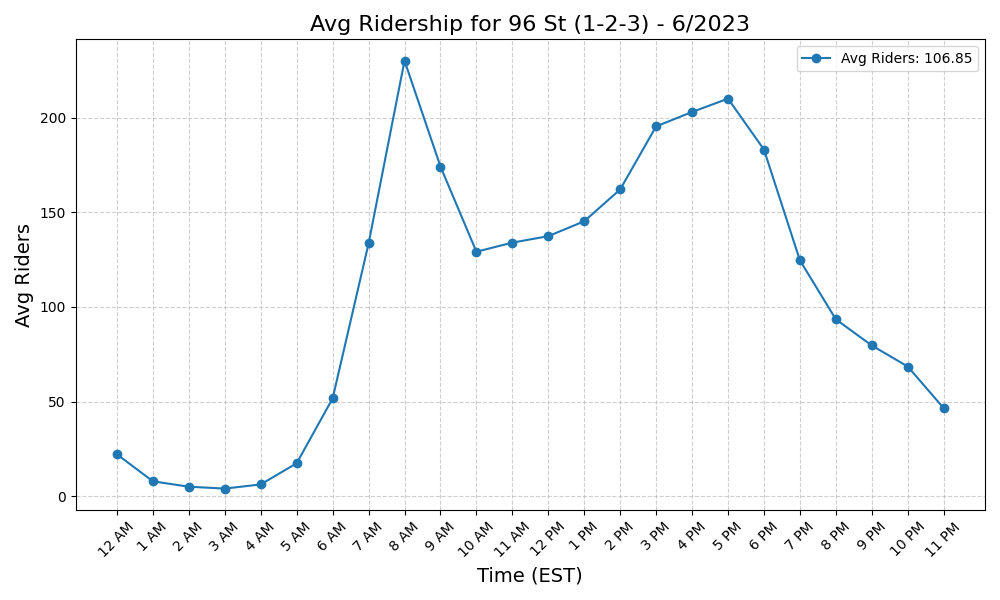 Avg Ridership for 96 St (1-2-3) - 6/2023
Avg Riders: 106.85
Avg Riders
200
150
100
50
0
12 AM
1 AM
2 AM
3 AM
4 AM
5 AM
6 AM
7 AM
8 AM
9 AM
10 AM
11 AM
12 PM
1 PM
2 PM
3 PM
4 PM
5 PM
6 PM
7 PM
8 PM
9 PM
10 PM
11 PM
Time (EST)